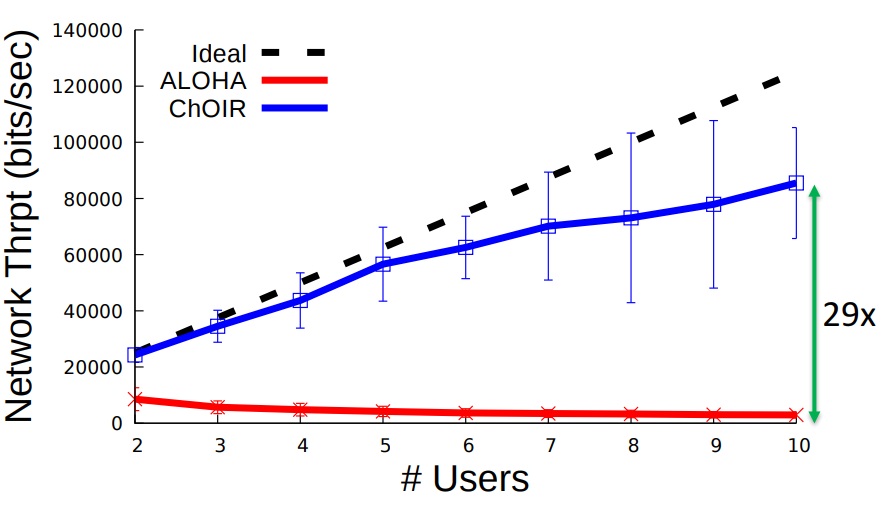 Network Thrpt (bits/sec)
140000
120000
100000
80000
60000
40000
20000
0
Ideal
ALOHA
ChOIR
29x
2 3 4 5 6 7 8 9 10
# Users